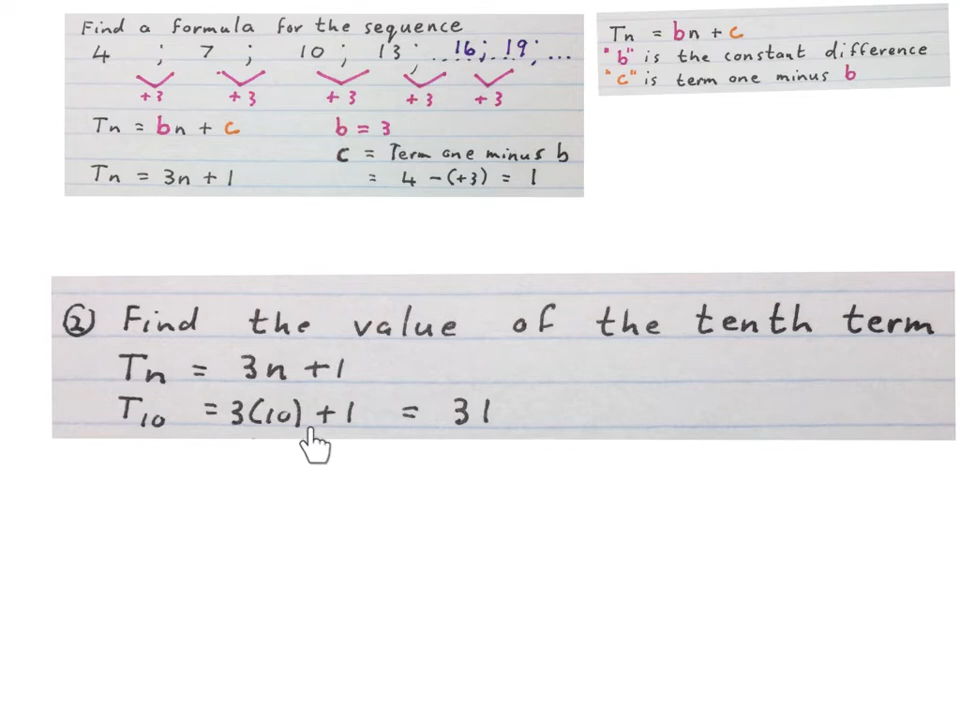 Find a formula for the sequence
4 ; 7 ; 10 ; 13 ; 16; 19; ...
+3 +3 +3 +3 +3
Tn = bn + c b = 3
c = Term one minus b
Tn = 3n + 1 = 4 - (+3) = 1
Tn = bn + c
"b" is the constant difference
"c" is term one minus b
② Find the value of the tenth term
Tn = 3n + 1
T10 = 3(10) + 1 = 31